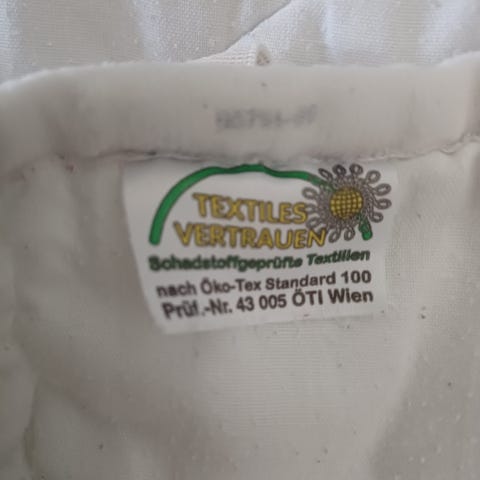 TEXTILES
VERTRAUEN
Schadstoffgeprüfte Textilien
nach Öko-Tex Standard 100
Prüf.-Nr. 43 005 ÖTI Wien